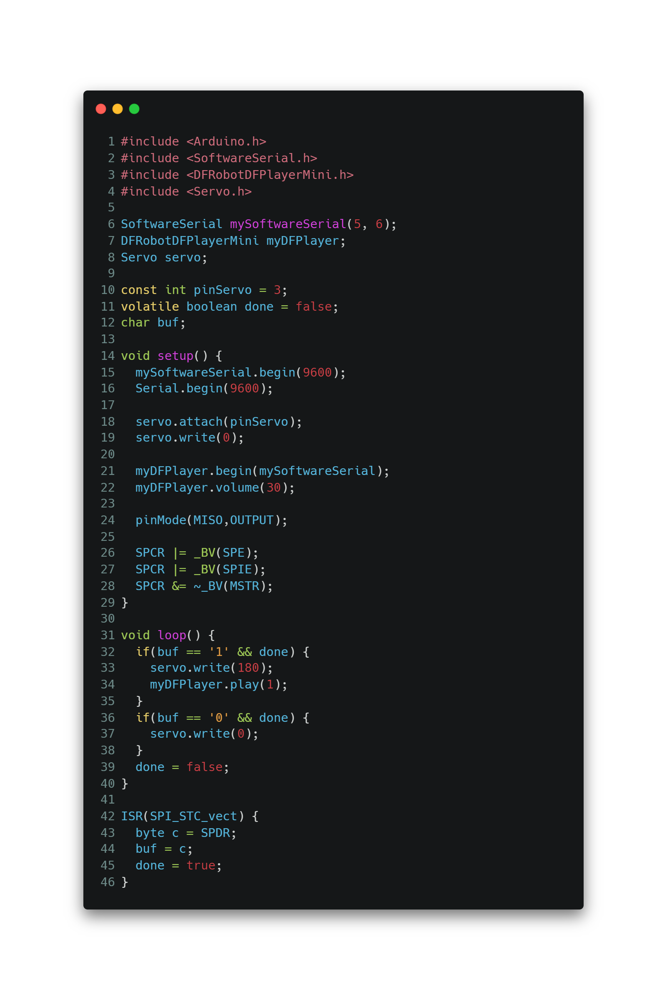 1 #include <Arduino.h>
2 #include <SoftwareSerial.h>
3 #include <DFRobotDFPlayerMini.h>
4 #include <Servo.h>
5
6 SoftwareSerial mySoftwareSerial(5, 6);
7 DFRobotDFPlayerMini myDFPlayer;
8 Servo servo;
9
10 const int pinServo = 3;
11 volatile boolean done = false;
12 char buf;
13
14 void setup() {
15   mySoftwareSerial.begin(9600);
16   Serial.begin(9600);
17
18   servo.attach(pinServo);
19   servo.write(0);
20
21   myDFPlayer.begin(mySoftwareSerial);
22   myDFPlayer.volume(30);
23
24   pinMode(MISO,OUTPUT);
25
26   SPCR |= _BV(SPE);
27   SPCR |= _BV(SPIE);
28   SPCR &= ~_BV(MSTR);
29 }
30
31 void loop() {
32   if(buf == '1' && done) {
33     servo.write(180);
34     myDFPlayer.play(1);
35   }
36   if(buf == '0' && done) {
37     servo.write(0);
38   }
39   done = false;
40 }
41
42 ISR(SPI_STC_vect) {
43   byte c = SPDR;
44   buf = c;
45   done = true;
46 }